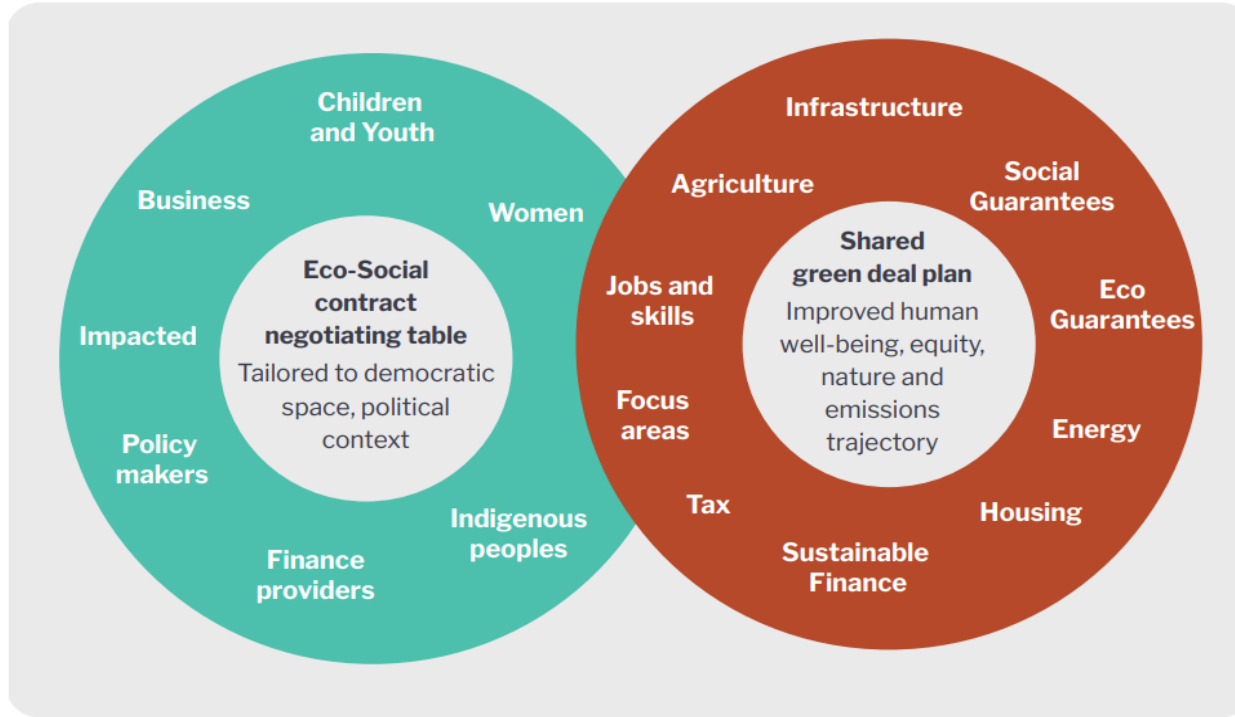 Children
and Youth
Business
Women
Eco-Social
contract
negotiating table
Tailored to democratic
space, political
context
Impacted
Policy
makers
Indigenous
peoples
Finance
providers
Infrastructure
Agriculture
Social
Guarantees
Shared
green deal plan
Improved human
well-being, equity,
nature and
emissions
trajectory
Jobs and
skills
Eco
Guarantees
Focus
areas
Energy
Tax
Housing
Sustainable
Finance